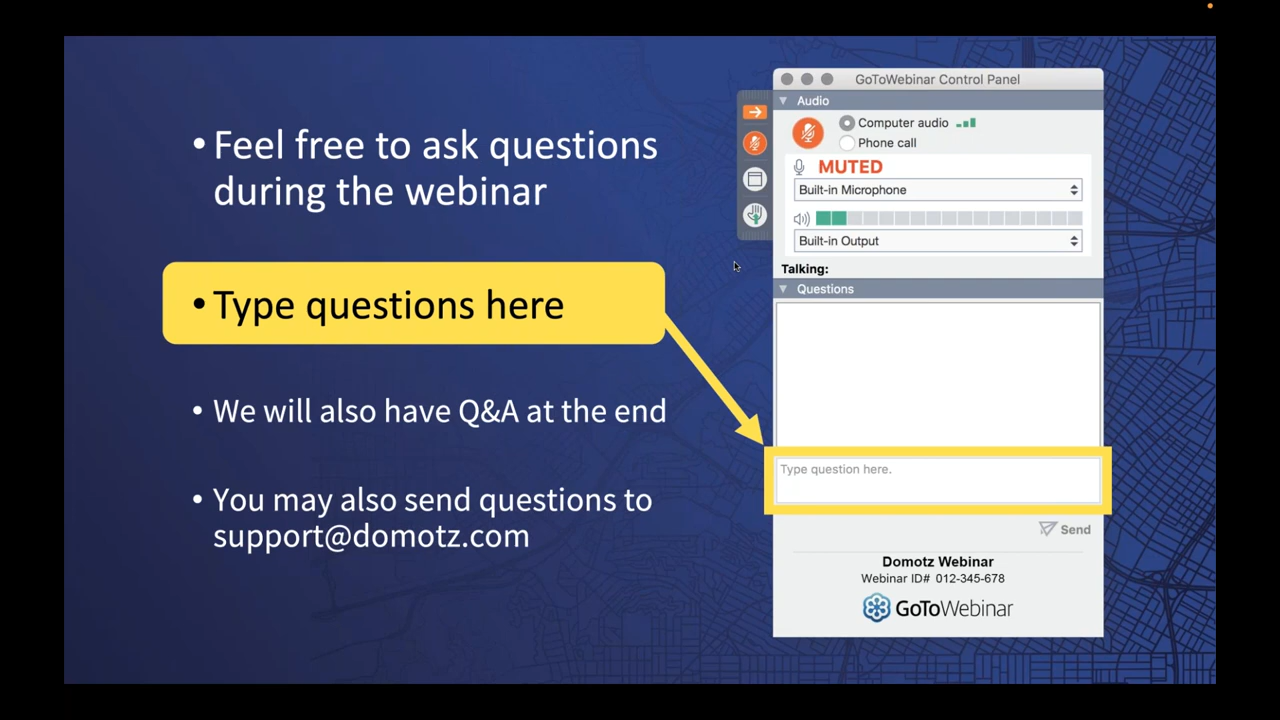 • Feel free to ask questions
during the webinar
• Type questions here
• We will also have Q&A at the end
• You may also send questions to
support@domotz.com
GoToWebinar Control Panel
Audio
Computer audio
Phone call
MUTED
Built-in Microphone
Built-in Output
Talking:
Questions
Type question here.
Send
Domotz Webinar
Webinar ID# 012-345-678
GoToWebinar